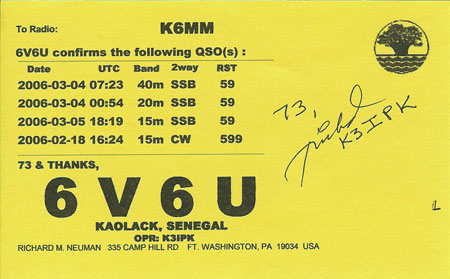 To Radio: K6MM
6V6U confirms the following QSO(s) :
Date UTC Band 2way RST
2006-03-04 07:23 40m SSB 59
2006-03-04 00:54 20m SSB 59
2006-03-05 18:19 15m SSB 59
2006-02-18 16:24 15m CW 599
73,
K3IPK
73 & THANKS,
6V6U
KAOLACK, SENEGAL
OPR: K3IPK
RICHARD M. NEUMAN 335 CAMP HILL RD FT. WASHINGTON, PA 19034 USA